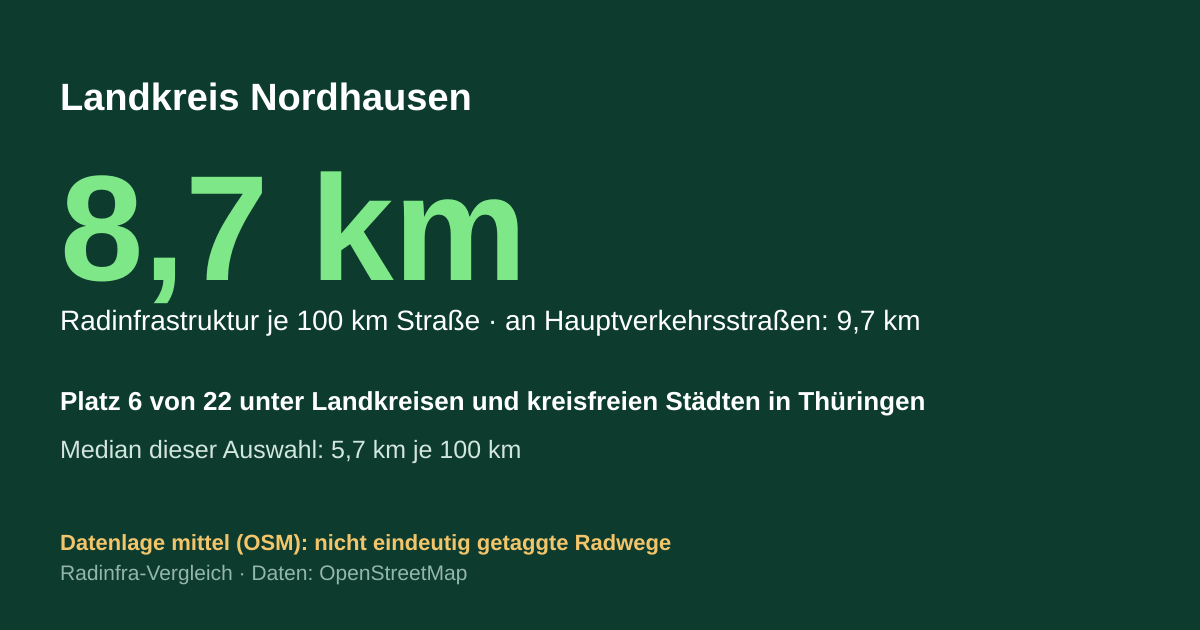 Landkreis Nordhausen
8,7 km
Radinfrastruktur je 100 km Straße · an Hauptverkehrsstraßen: 9,7 km
Platz 6 von 22 unter Landkreisen und kreisfreien Städten in Thüringen
Median dieser Auswahl: 5,7 km je 100 km
Datenlage mittel (OSM): nicht eindeutig getaggte Radwege
Radinfra-Vergleich · Daten: OpenStreetMap